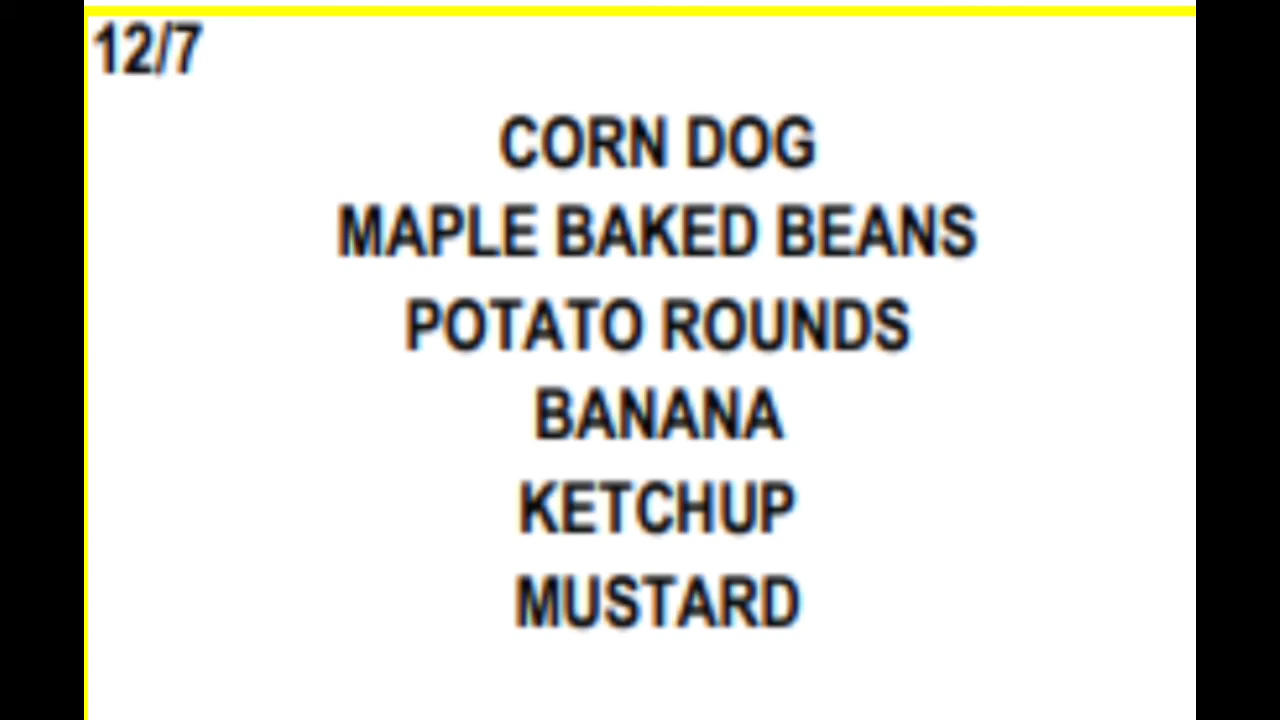 12/7
CORN DOG
MAPLE BAKED BEANS
POTATO ROUNDS
BANANA
KETCHUP
MUSTARD